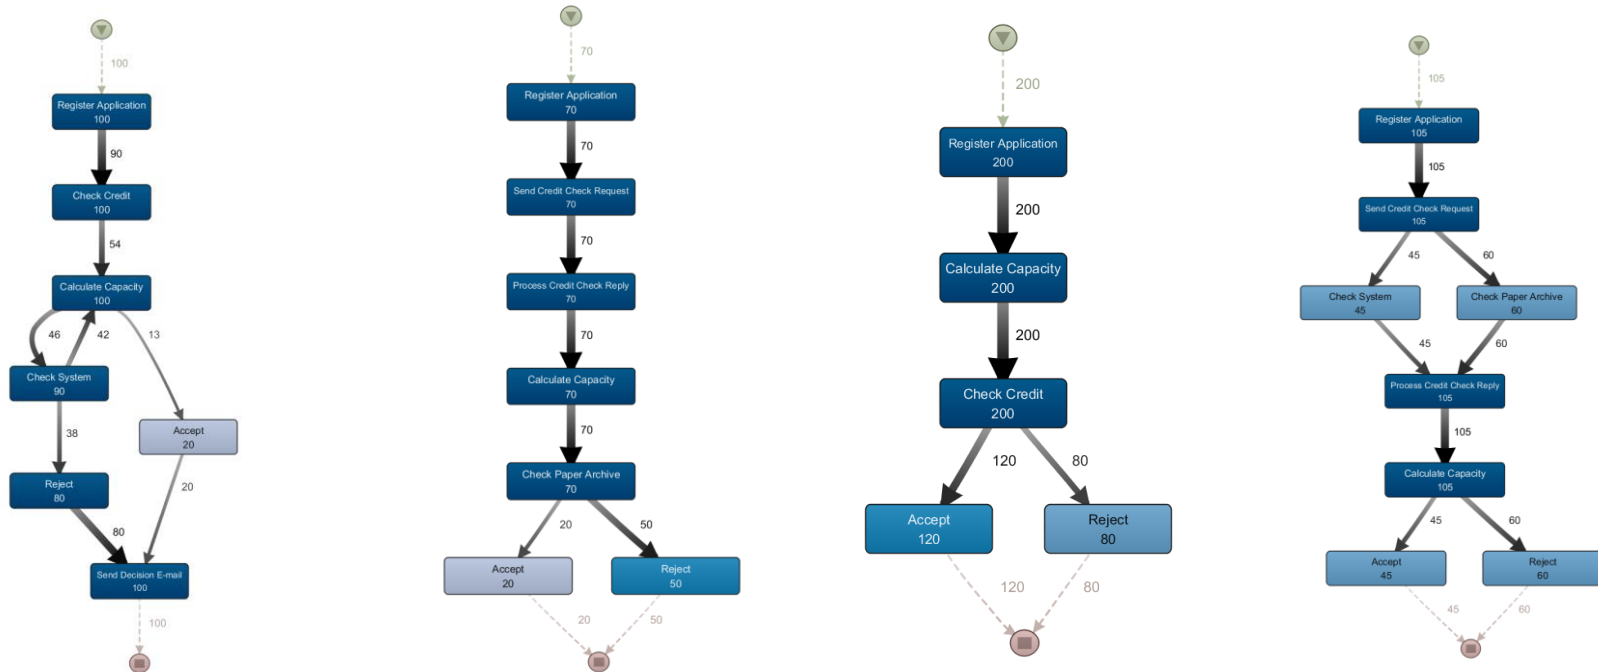 100
Register Application
100
90
Check Credit
100
54
Calculate Capacity
100
46
42
13
Check System
90
38
Accept
20
20
Reject
80
80
Send Decision E-mail
100
100
70
Register Application
70
70
Send Credit Check Request
70
70
Process Credit Check Reply
70
70
Calculate Capacity
70
70
Check Paper Archive
70
20
50
Accept
20
Reject
50
20
50
200
Register Application
200
200
Calculate Capacity
200
200
Check Credit
200
120
80
Accept
120
Reject
80
120
80
105
Register Application
105
105
Send Credit Check Request
105
45
60
Check System
45
Check Paper Archive
60
45
60
Process Credit Check Reply
105
105
Calculate Capacity
105
45
60
Accept
45
Reject
60
45
60